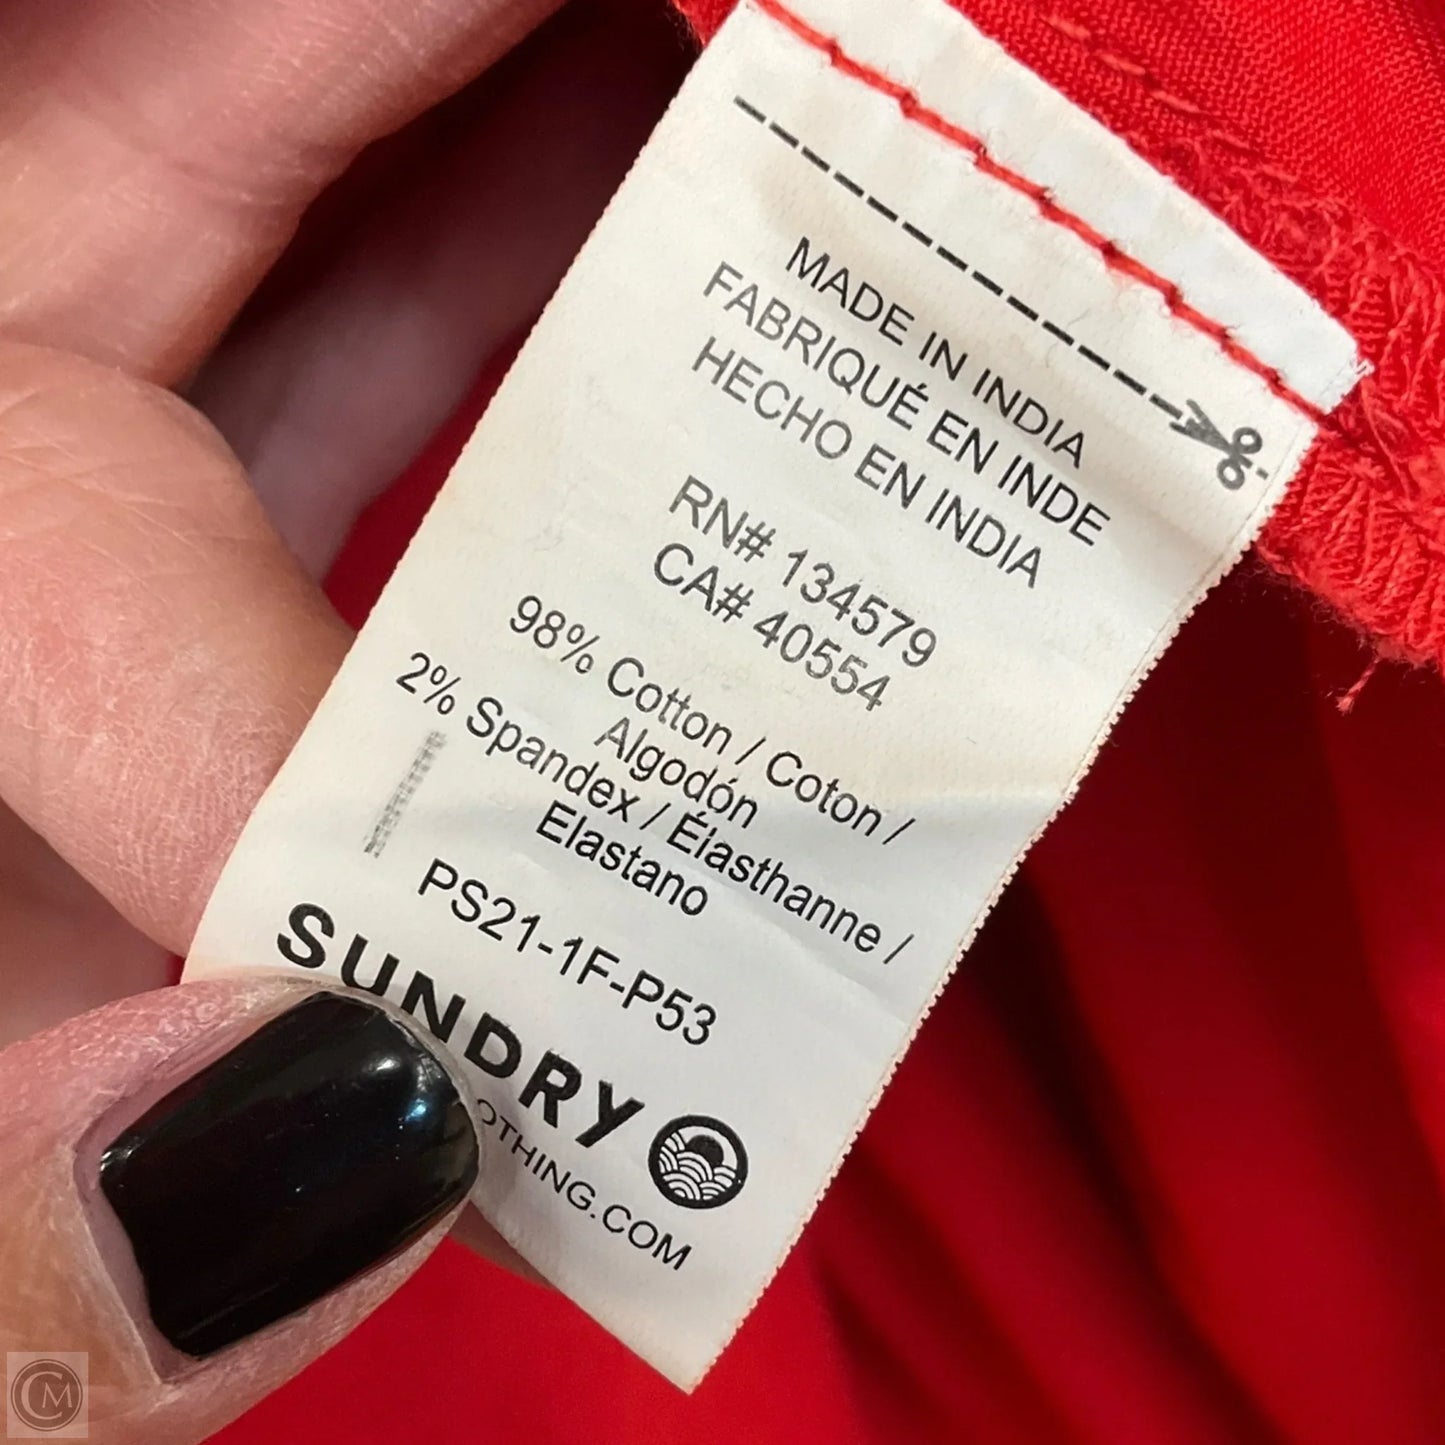 MADE IN INDIA
FABRIQUÉ EN INDE
HECHO EN INDIA
RN# 134579
CA# 40554
98% Cotton / Coton /
Algodón
2% Spandex / Élasthanne /
Elastano
PS21-1F-P53
SUNDRY
OTHING.COM
CM